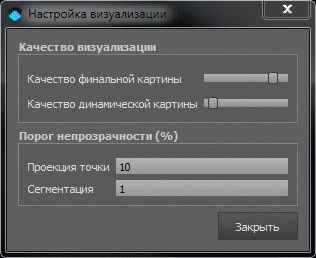 Настройка визуализации
Качество визуализации
Качество финальной картины
Качество динамической картины
Порог непрозрачности (%)
Проекция точки 10
Сегментация 1
Закрыть